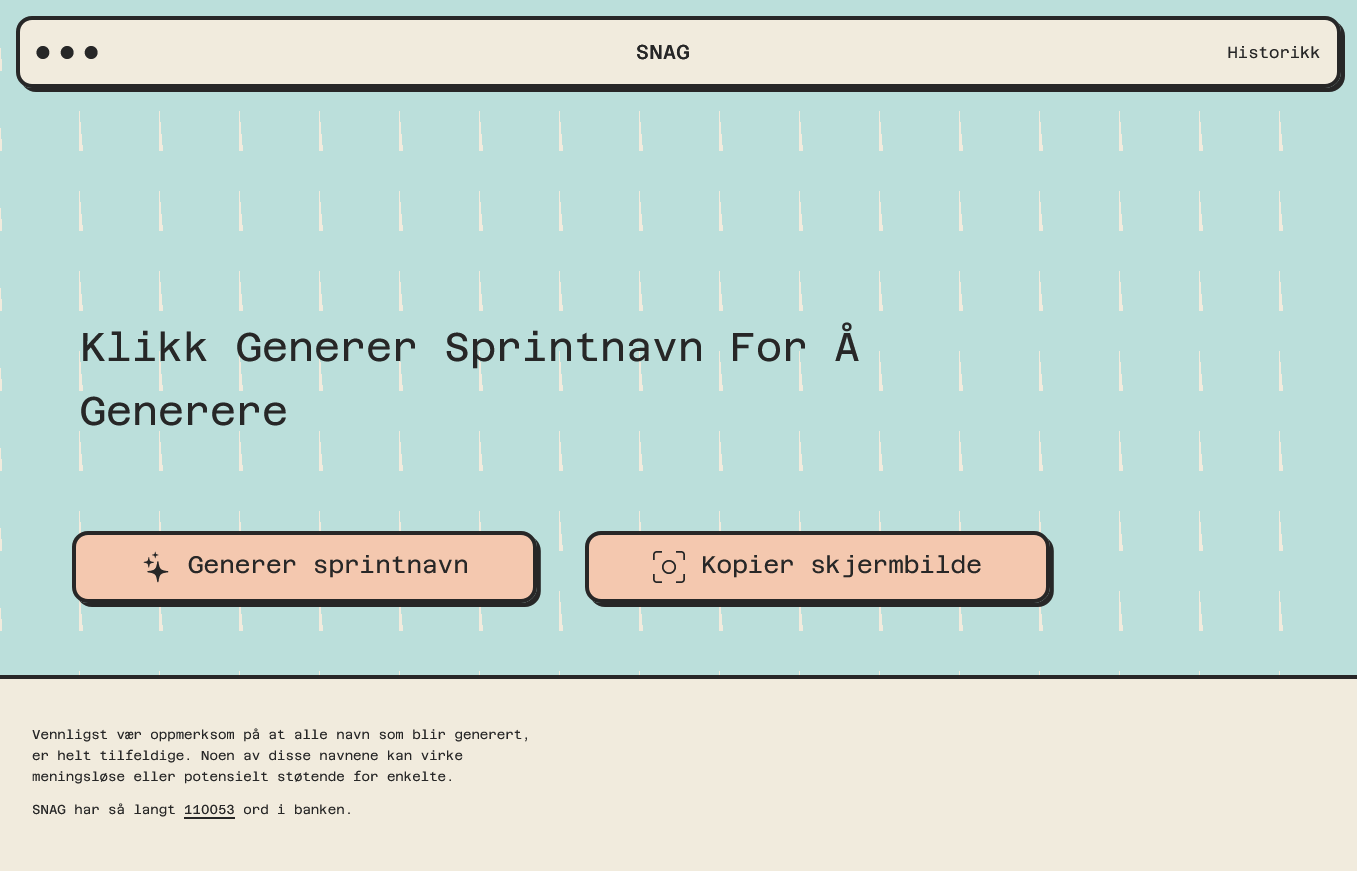 SNAG
Historikk
Klikk Generer Sprintnavn For Å
Generere
Generer sprintnavn
Kopier skjermbilde
Vennligst vær oppmerksom på at alle navn som blir generert,
er helt tilfeldige. Noen av disse navnene kan virke
meningsløse eller potensielt støtende for enkelte.
SNAG har så langt 110053 ord i banken.